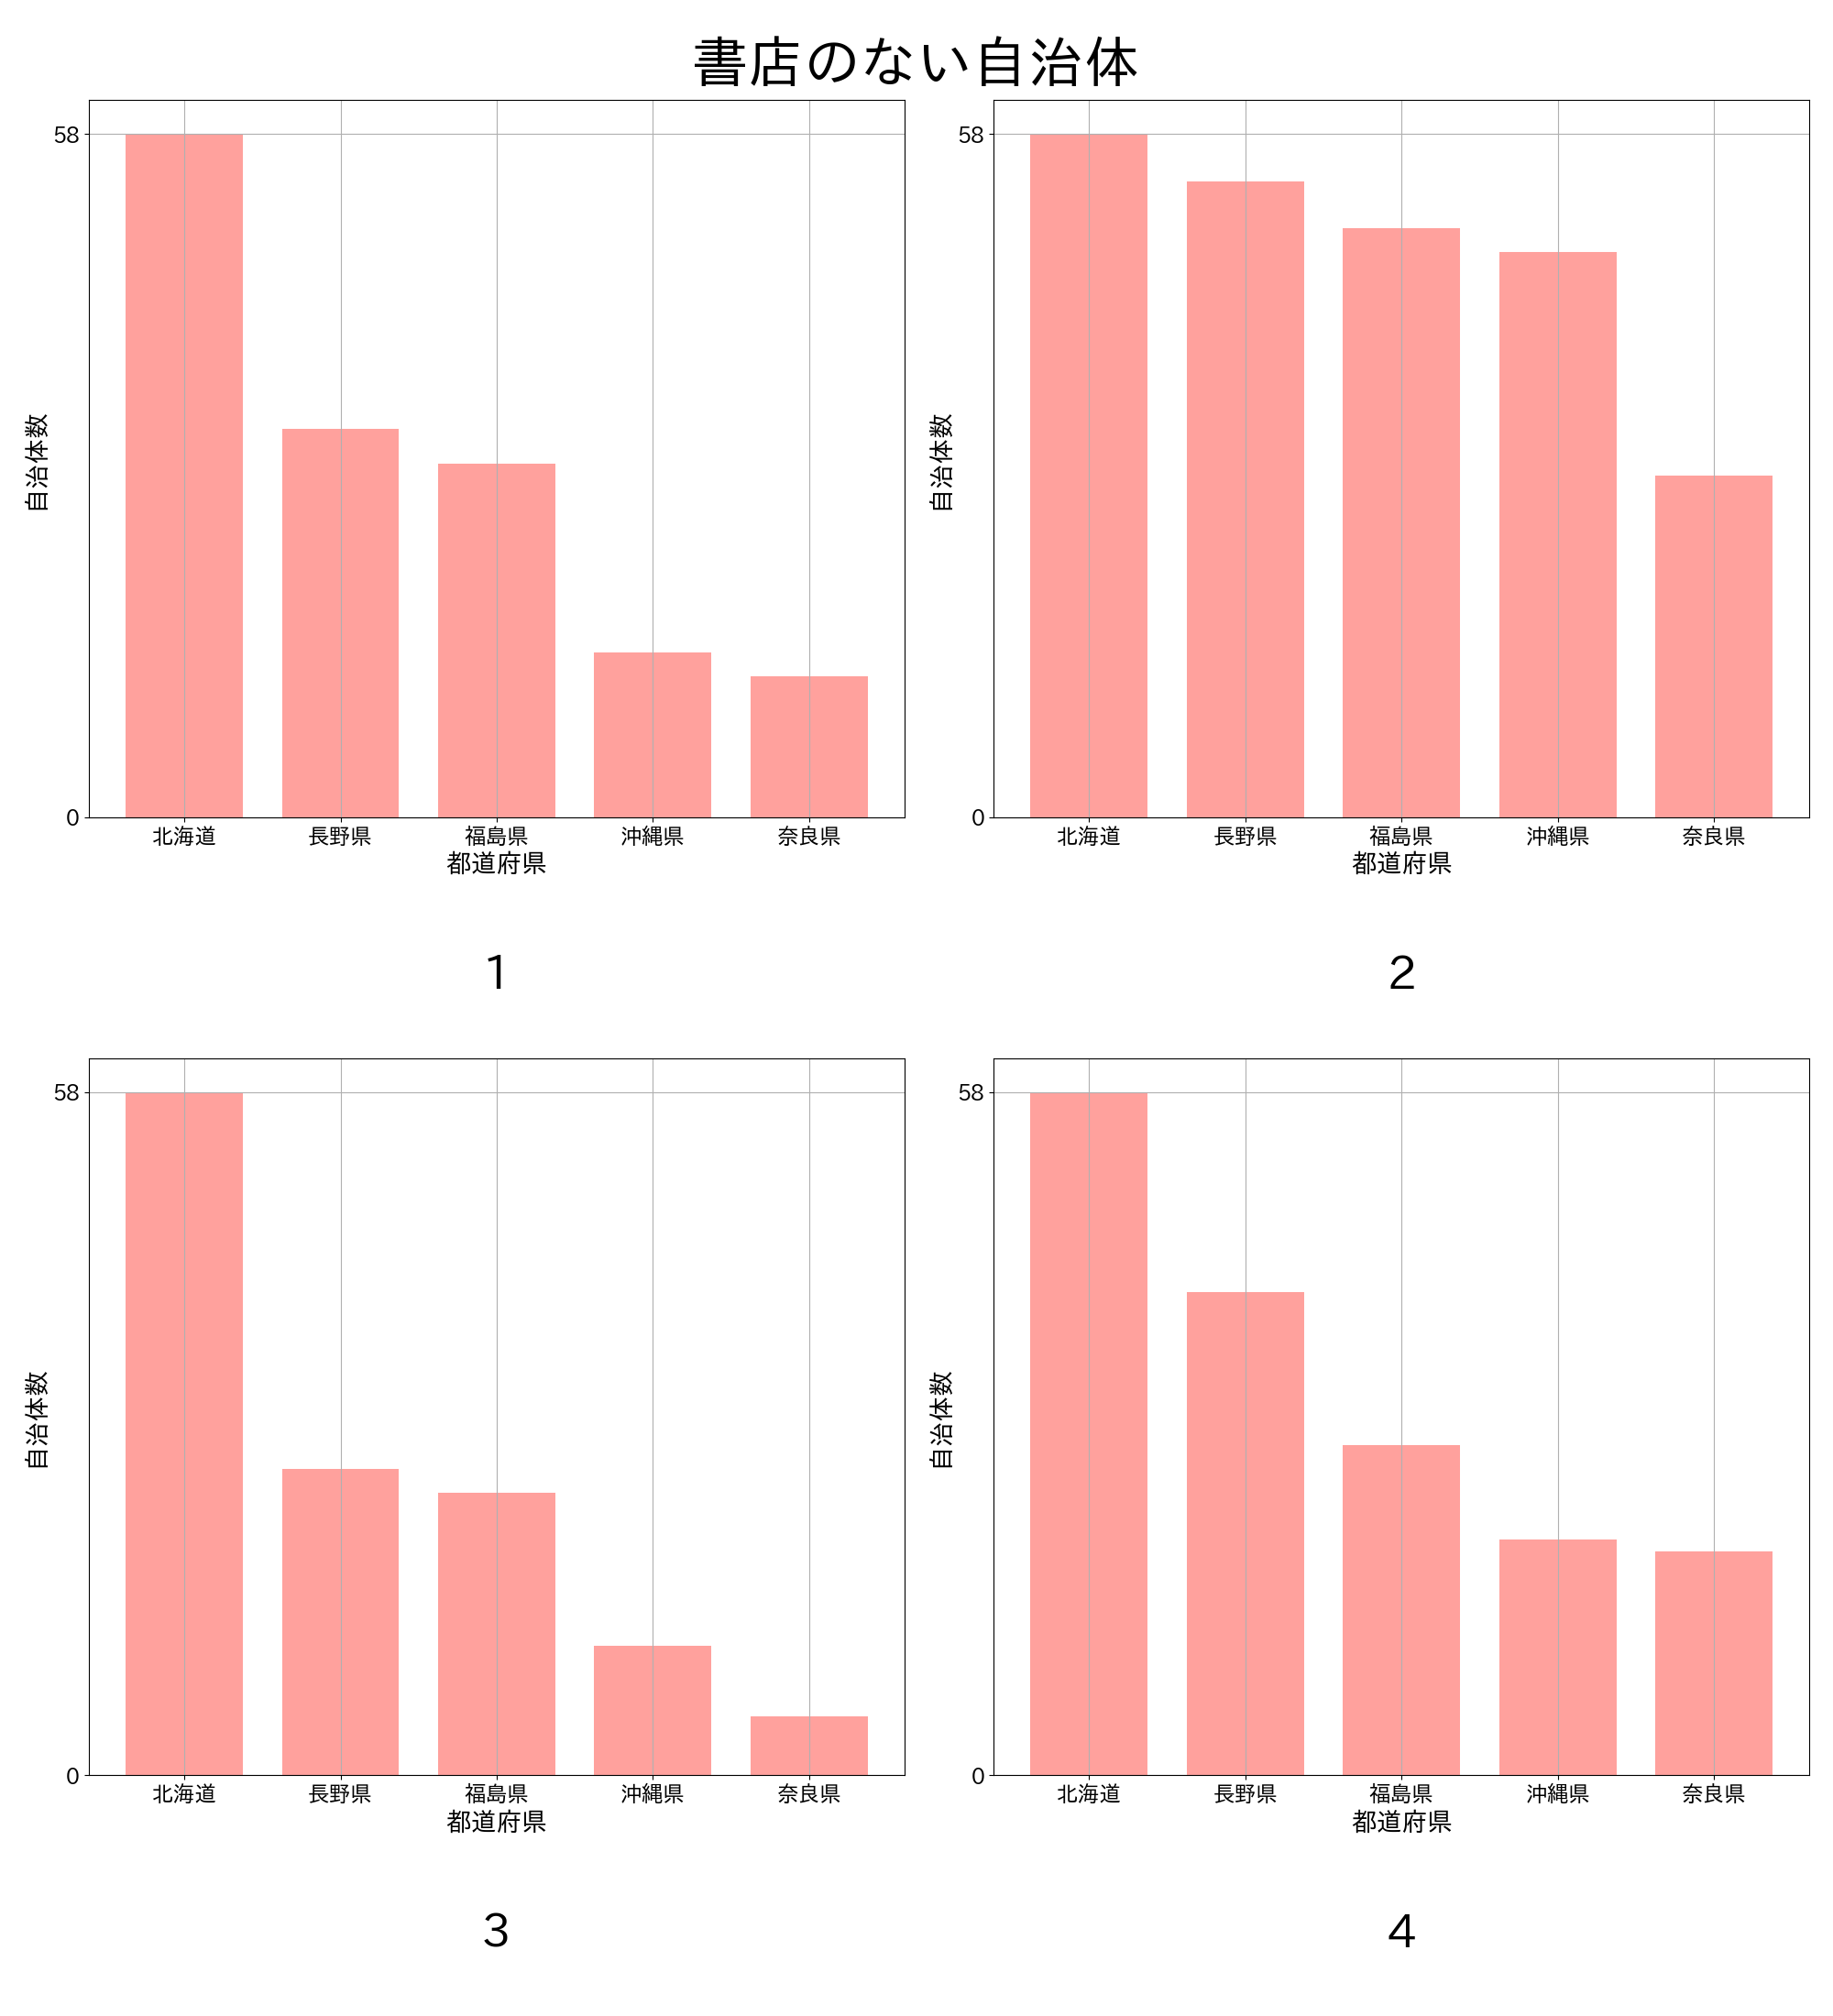 書店のない自治体
58
0
自治体数
北海道 長野県 福島県 沖縄県 奈良県
都道府県
1
58
0
自治体数
北海道 長野県 福島県 沖縄県 奈良県
都道府県
2
58
0
自治体数
北海道 長野県 福島県 沖縄県 奈良県
都道府県
3
58
0
自治体数
北海道 長野県 福島県 沖縄県 奈良県
都道府県
4